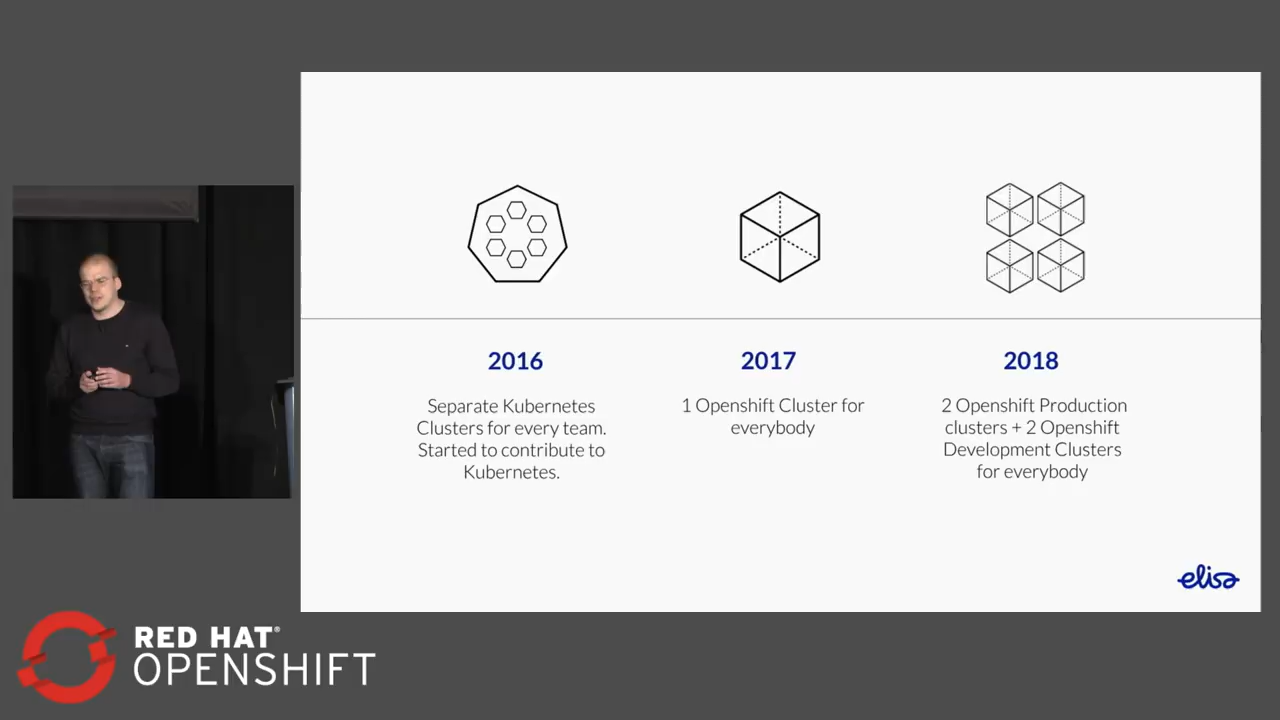 2016
Separate Kubernetes
Clusters for every team.
Started to contribute to
Kubernetes.
2017
1 Openshift Cluster for
everybody
2018
2 Openshift Production
clusters + 2 Openshift
Development Clusters
for everybody
elisa
RED HAT®
OPENSHIFT